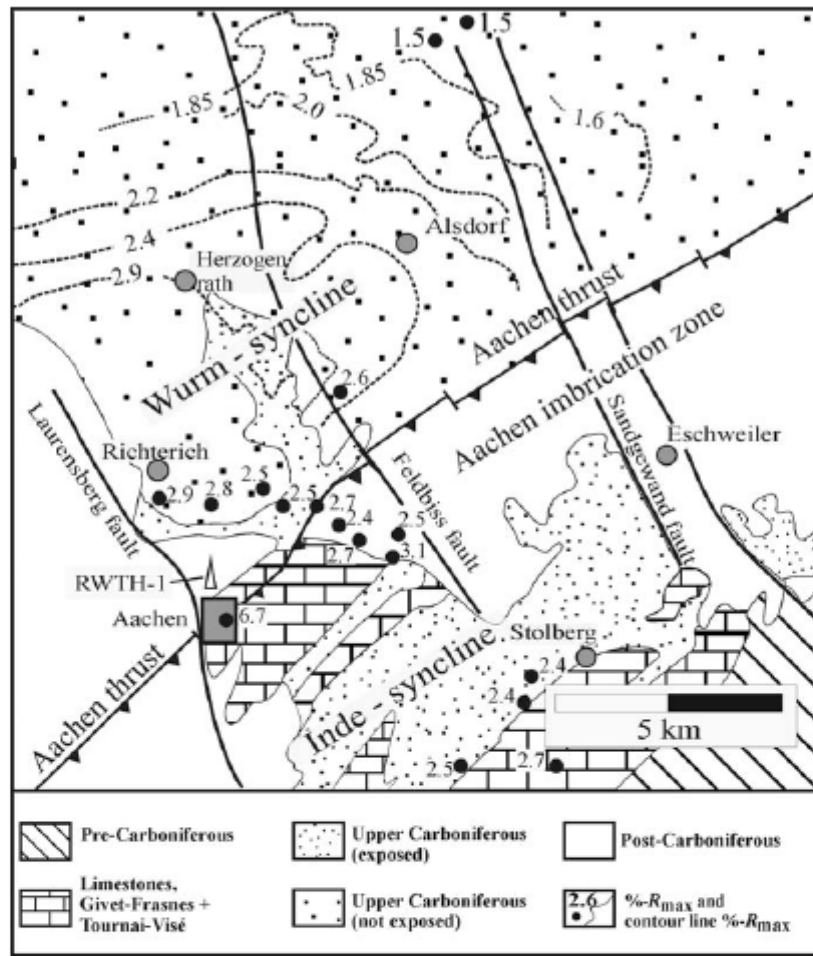 1.5
1.5
1.85
1.85
2.0
1.6
2.2
2.4
2.9
Alsdorf
Herzogen
rath
Aachen thrust
Wurm - syncline
Aachen imbrication zone
2.6
Laurensberg fault
Richterich
Eschweiler
Sandgewand fault
Feldbiss fault
2.9
2.8
2.5
2.5
2.7
2.4
2.5
2.7
3.1
RWTH-1
Aachen
6.7
Stolberg
Inde - syncline
2.4
2.4
Aachen thrust
2.5
2.7
5 km
Pre-Carboniferous
Upper Carboniferous
(exposed)
Post-Carboniferous
Limestones,
Givet-Frasnes +
Tournai-Visé
Upper Carboniferous
(not exposed)
2.6
%-Rmax and
contour line %-Rmax